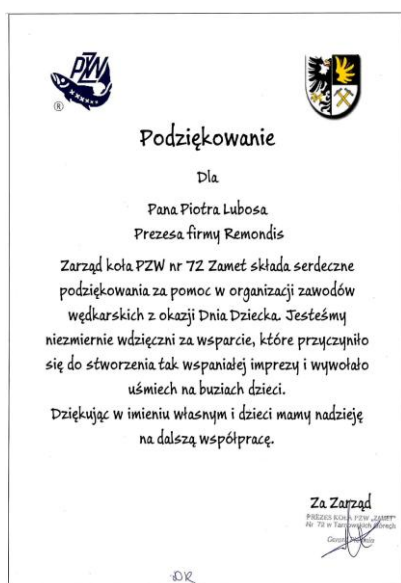 PZW
®
Podziękowanie
Dla
Pana Piotra Lubosa
Prezesa firmy Remondis
Zarząd koła PZW nr 72 Zamet składa serdeczne
podziękowania za pomoc w organizacji zawodów
wędkarskich z okazji Dnia Dziecka. Jesteśmy
niezmiernie wdzięczni za wsparcie, które przyczyniło
się do stworzenia tak wspaniałej imprezy i wywołało
uśmiech na buziach dzieci.
Dziękując w imieniu własnym i dzieci mamy nadzieję
na dalszą współpracę.
Za Zarząd
PREZES KOŁA PZW „ZAMET"
Nr 72 w Tarnowskich Górach
DR